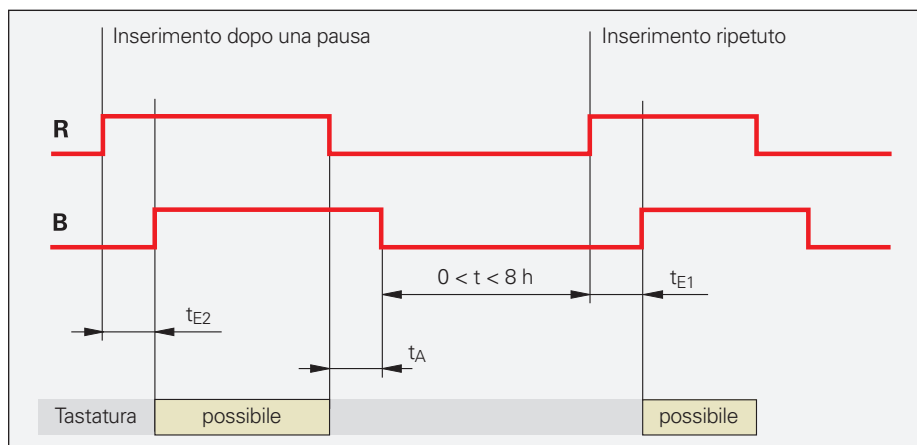 Inserimento dopo una pausa
Inserimento ripetuto
R
B
0 < t < 8 h
tE1
tE2
tA
Tastatura
possibile
possibile